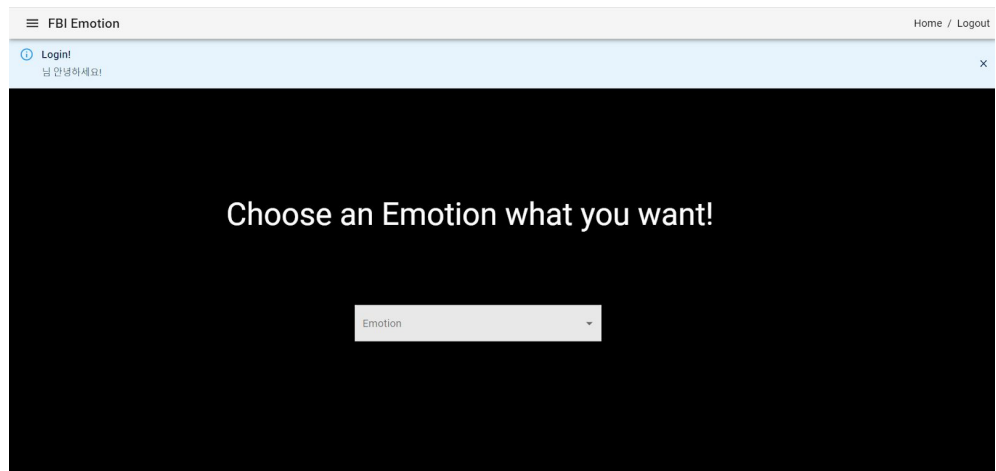 FBI Emotion
Home / Logout
Login!
님 안녕하세요!
Choose an Emotion what you want!
Emotion